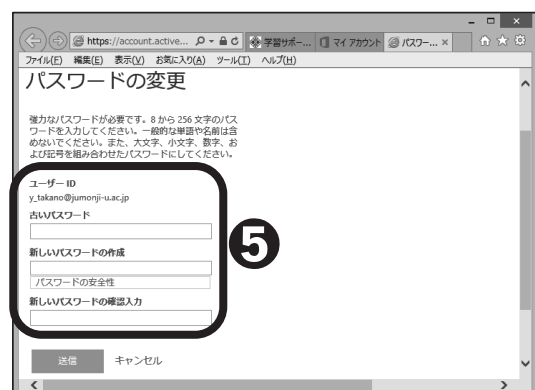 https://account.active...
学習サポー...
マイ アカウント
パスワー... ×
ファイル(F) 編集(E) 表示(V) お気に入り(A) ツール(T) ヘルプ(H)
パスワードの変更
強力なパスワードが必要です。8 から 256 文字のパス
ワードを入力してください。一般的な単語や名前は含
めないでください。また、大文字、小文字、数字、お
よび記号を組み合わせたパスワードにしてください。
ユーザー ID
y_takano@jumonji-u.ac.jp
古いパスワード
新しいパスワードの作成
パスワードの安全性
新しいパスワードの確認入力
5
送信 キャンセル